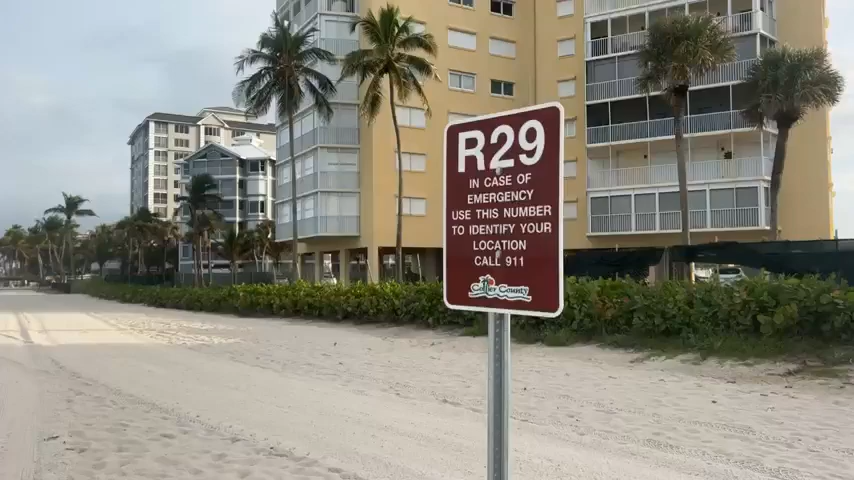 R29
IN CASE OF
EMERGENCY
USE THIS NUMBER
TO IDENTIFY YOUR
LOCATION
CALL 911
Collier County